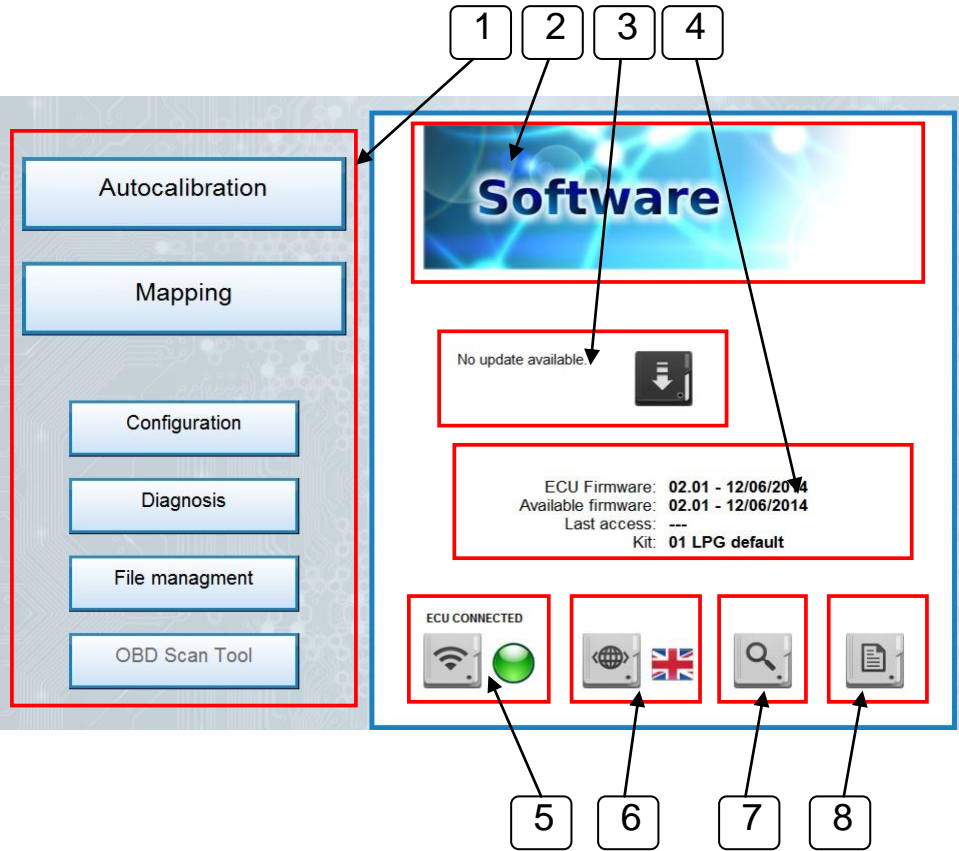 1 2 3 4
Autocalibration
Mapping
Configuration
Diagnosis
File managment
OBD Scan Tool
Software
No update available.
ECU Firmware: 02.01 - 12/06/2014
Available firmware: 02.01 - 12/06/2014
Last access: ---
Kit: 01 LPG default
ECU CONNECTED
5 6 7 8